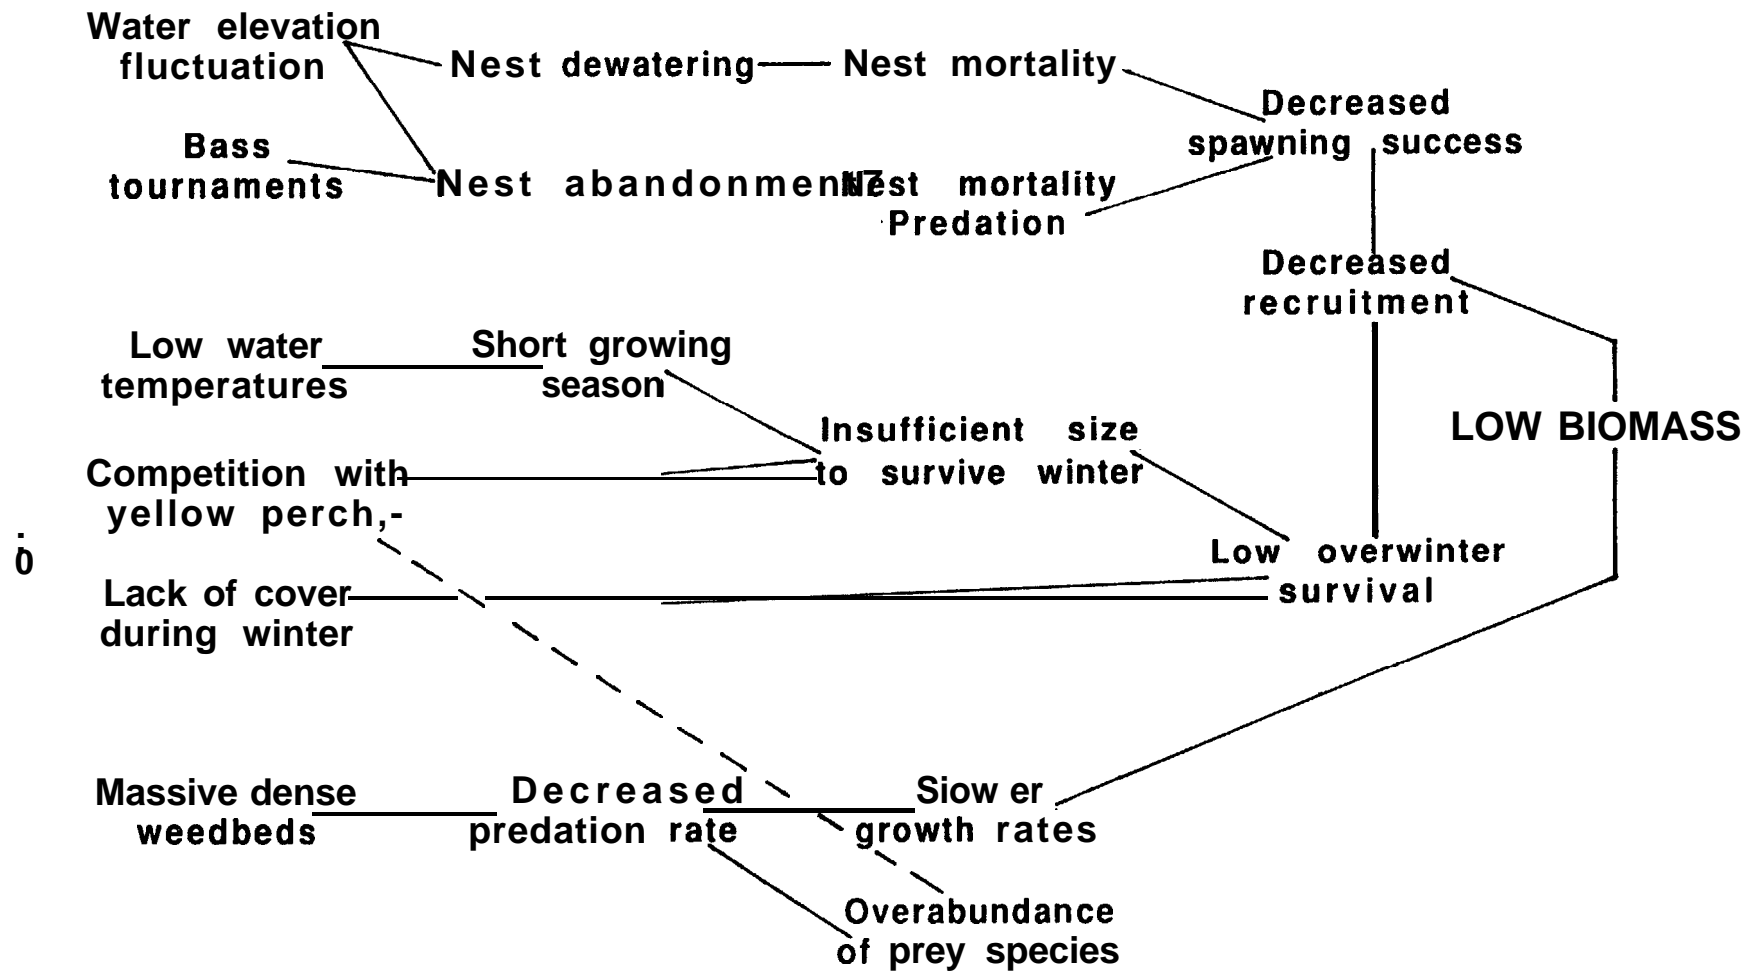 Water elevation
fluctuation
Nest dewatering
Nest mortality
Decreased
spawning success
Bass
tournaments
Nest abandonment
Nest mortality
Predation
Decreased
recruitment
Low water
temperatures
Short growing
season
Insufficient size
to survive winter
LOW BIOMASS
Competition with
yellow perch,-
Low overwinter
survival
Lack of cover
during winter
Massive dense
weedbeds
Decreased
predation rate
Siow er
growth rates
Overabundance
of prey species